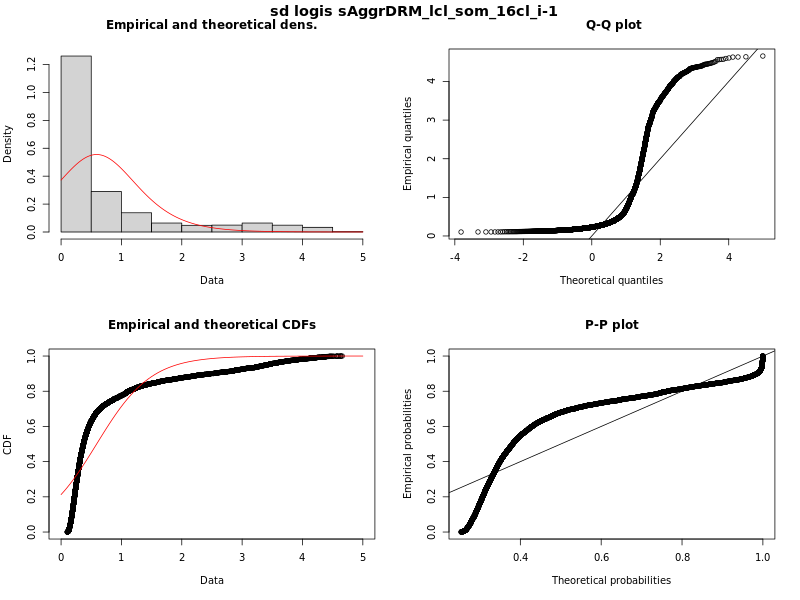 sd logis sAggrDRM_lcl_som_16cl_i-1
Empirical and theoretical dens.
Density
0.0 0.2 0.4 0.6 0.8 1.0 1.2
0 1 2 3 4 5
Data
Q-Q plot
Empirical quantiles
0 1 2 3 4
-4 -2 0 2 4
Theoretical quantiles
Empirical and theoretical CDFs
CDF
0.0 0.2 0.4 0.6 0.8 1.0
0 1 2 3 4 5
Data
P-P plot
Empirical probabilities
0.0 0.2 0.4 0.6 0.8 1.0
0.4 0.6 0.8 1.0
Theoretical probabilities